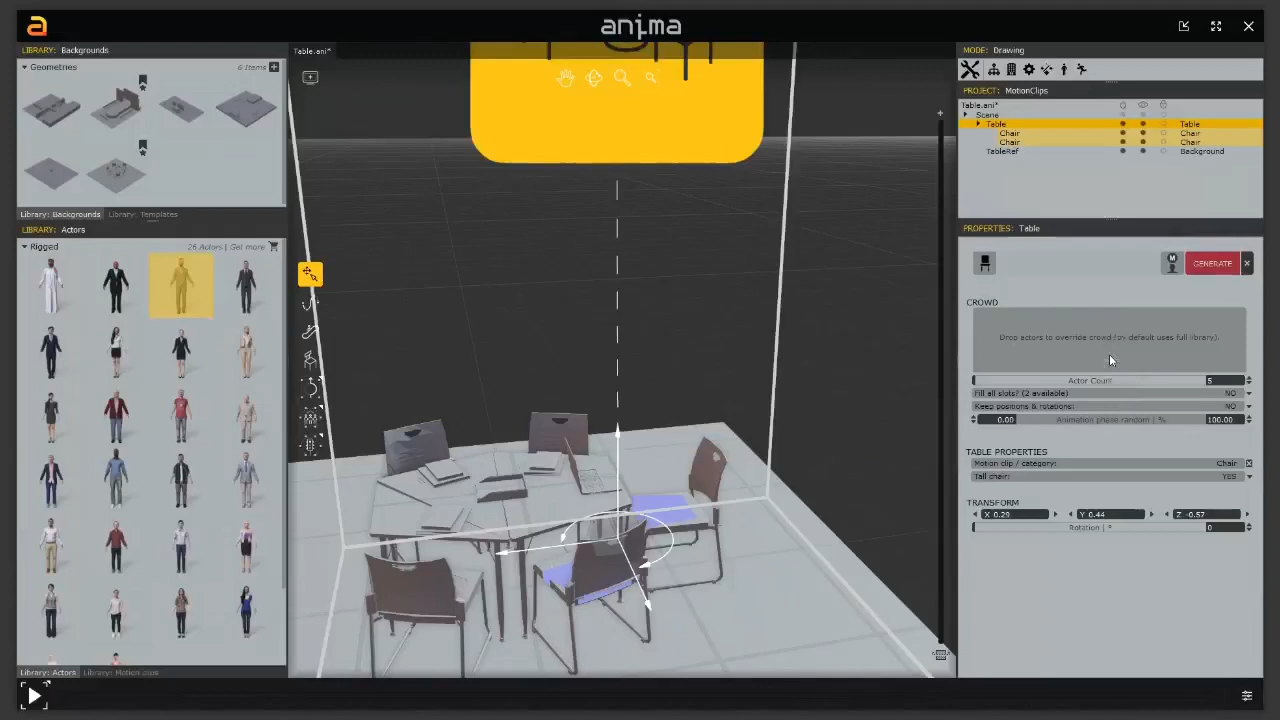 a
anima
LIBRARY: Backgrounds
Geometries
6 Items
Library: Backgrounds
Library: Templates
LIBRARY: Actors
Rigged
26 Actors | Get more
Library: Actors
Library: Motion clips
Table.ani*
MODE: Drawing
PROJECT: MotionClips
Table.ani*
Scene
Table
Table
Chair
Chair
Chair
Chair
TableRef
Background
PROPERTIES: Table
M
GENERATE
CROWD
Drop actors to override crowd (by default uses full library).
Actor Count
5
Fill all slots? (2 available)
NO
Keep positions & rotations:
NO
0.00
Animation phase random | %
100.00
TABLE PROPERTIES
Motion clip / category:
Chair
Tall chair:
YES
TRANSFORM
X 0.29
Y 0.44
Z -0.57
Rotation | °
0